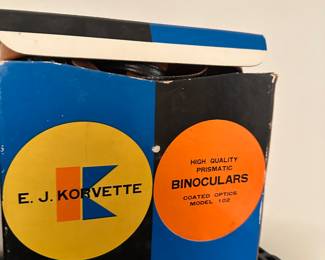 E. J. KORVETTE
HIGH QUALITY
PRISMATIC
BINOCULARS
COATED OPTICS
MODEL 102